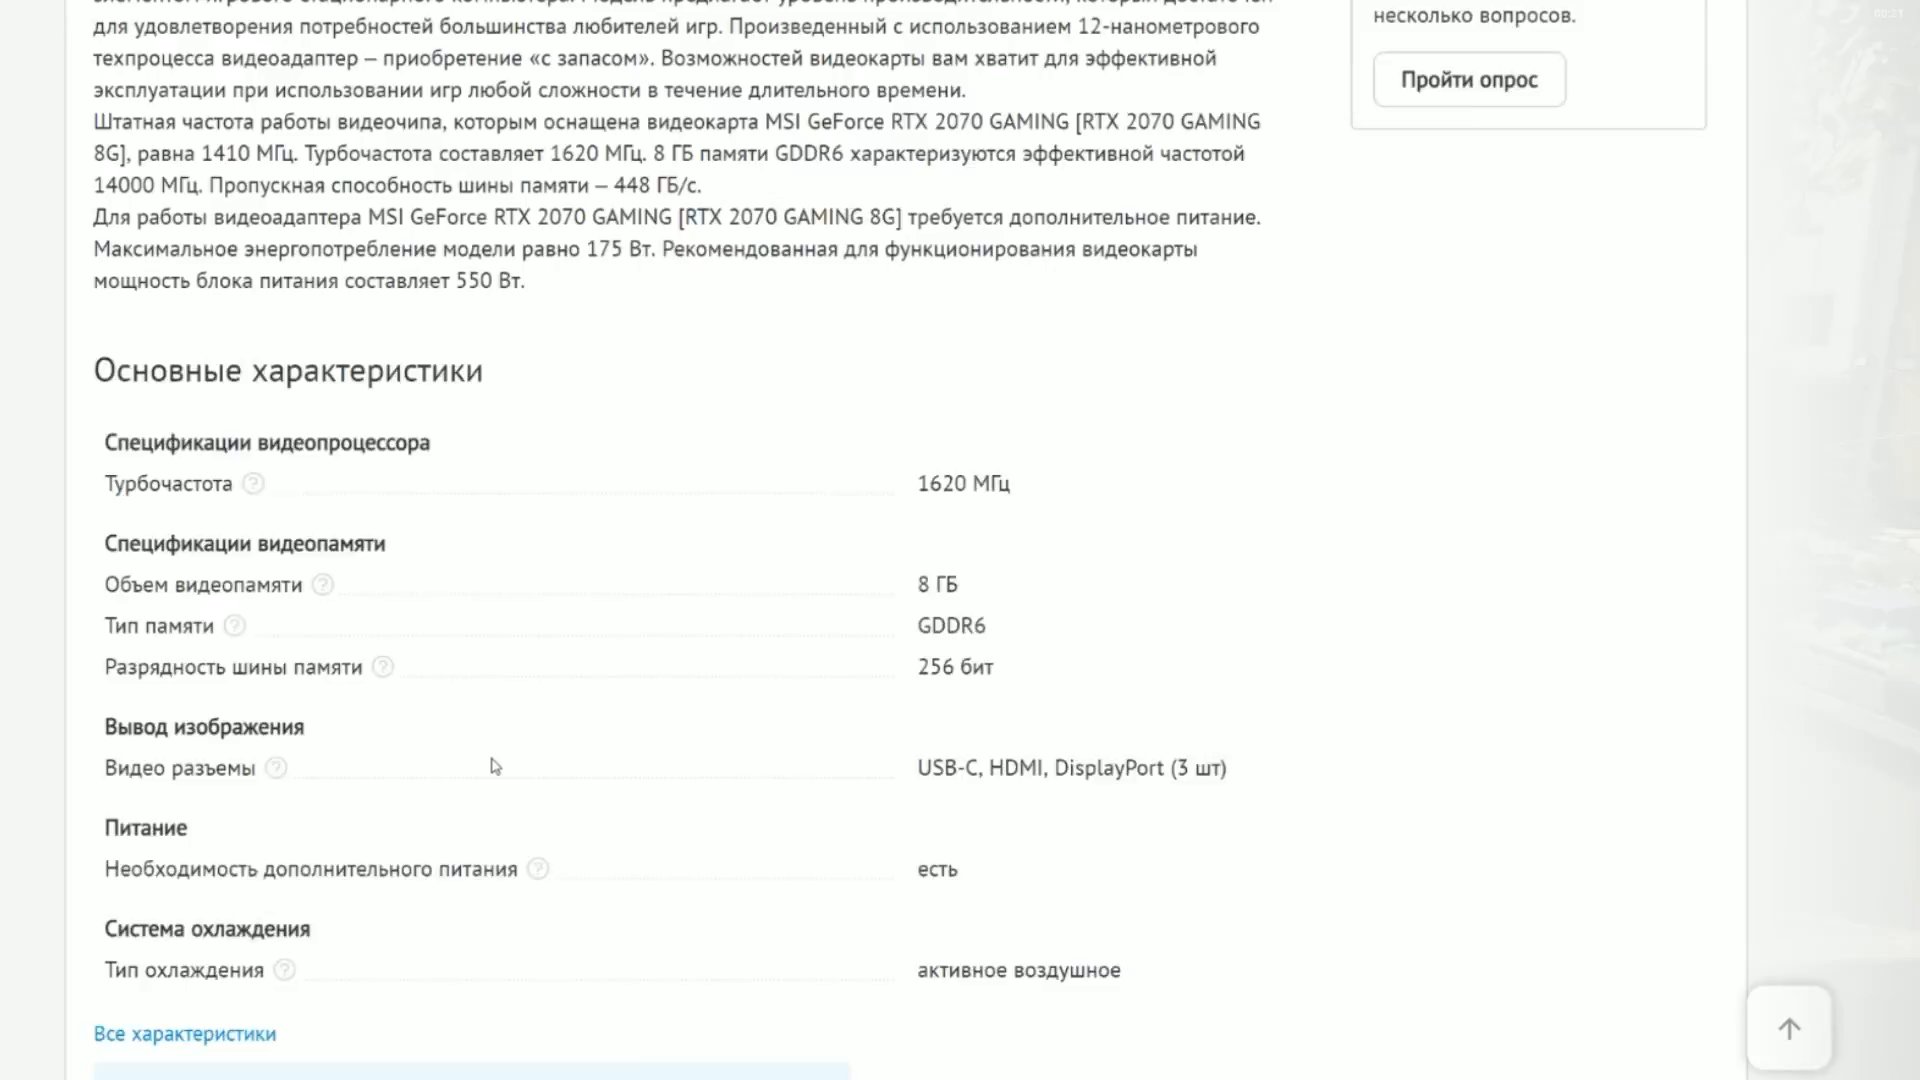 для удовлетворения потребностей большинства любителей игр. Произведенный с использованием 12-нанометрового
техпроцесса видеоадаптер – приобретение «с запасом». Возможностей видеокарты вам хватит для эффективной
эксплуатации при использовании игр любой сложности в течение длительного времени.
Штатная частота работы видеочипа, которым оснащена видеокарта MSI GeForce RTX 2070 GAMING [RTX 2070 GAMING
8G], равна 1410 МГц. Турбочастота составляет 1620 МГц. 8 ГБ памяти GDDR6 характеризуются эффективной частотой
14000 МГц. Пропускная способность шины памяти – 448 ГБ/с.
Для работы видеоадаптера MSI GeForce RTX 2070 GAMING [RTX 2070 GAMING 8G] требуется дополнительное питание.
Максимальное энергопотребление модели равно 175 Вт. Рекомендованная для функционирования видеокарты
мощность блока питания составляет 550 Вт.
несколько вопросов.
Пройти опрос
Основные характеристики
Спецификации видеопроцессора
Турбочастота 1620 МГц
Спецификации видеопамяти
Объем видеопамяти 8 ГБ
Тип памяти GDDR6
Разрядность шины памяти 256 бит
Вывод изображения
Видео разъемы USB-C, HDMI, DisplayPort (3 шт)
Питание
Необходимость дополнительного питания есть
Система охлаждения
Тип охлаждения активное воздушное
Все характеристики